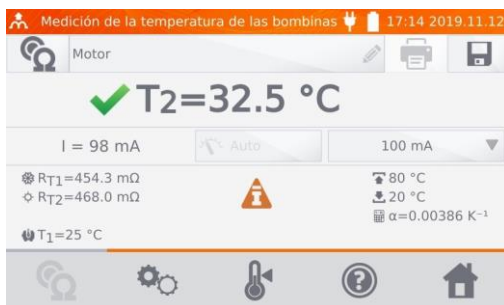 Medición de la temperatura de las bombinas 17:14 2019.11.12
Motor
T2=32.5 °C
I = 98 mA Auto 100 mA
RT1=454.3 mΩ 80 °C
RT2=468.0 mΩ 20 °C
α=0.00386 K⁻¹
T1=25 °C